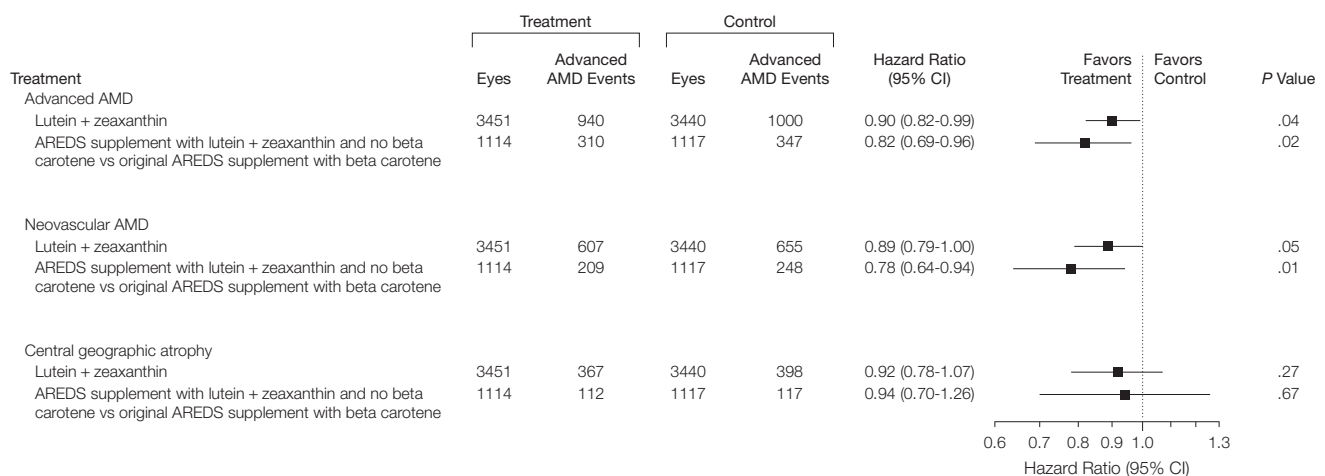 Treatment Control
Treatment Eyes Advanced AMD Events Eyes Advanced AMD Events Hazard Ratio (95% CI) Favors Treatment Favors Control P Value
Advanced AMD
Lutein + zeaxanthin 3451 940 3440 1000 0.90 (0.82-0.99) .04
AREDS supplement with lutein + zeaxanthin and no beta 1114 310 1117 347 0.82 (0.69-0.96) .02
carotene vs original AREDS supplement with beta carotene
Neovascular AMD
Lutein + zeaxanthin 3451 607 3440 655 0.89 (0.79-1.00) .05
AREDS supplement with lutein + zeaxanthin and no beta 1114 209 1117 248 0.78 (0.64-0.94) .01
carotene vs original AREDS supplement with beta carotene
Central geographic atrophy
Lutein + zeaxanthin 3451 367 3440 398 0.92 (0.78-1.07) .27
AREDS supplement with lutein + zeaxanthin and no beta 1114 112 1117 117 0.94 (0.70-1.26) .67
carotene vs original AREDS supplement with beta carotene
0.6 0.7 0.8 0.9 1.0 1.3
Hazard Ratio (95% CI)